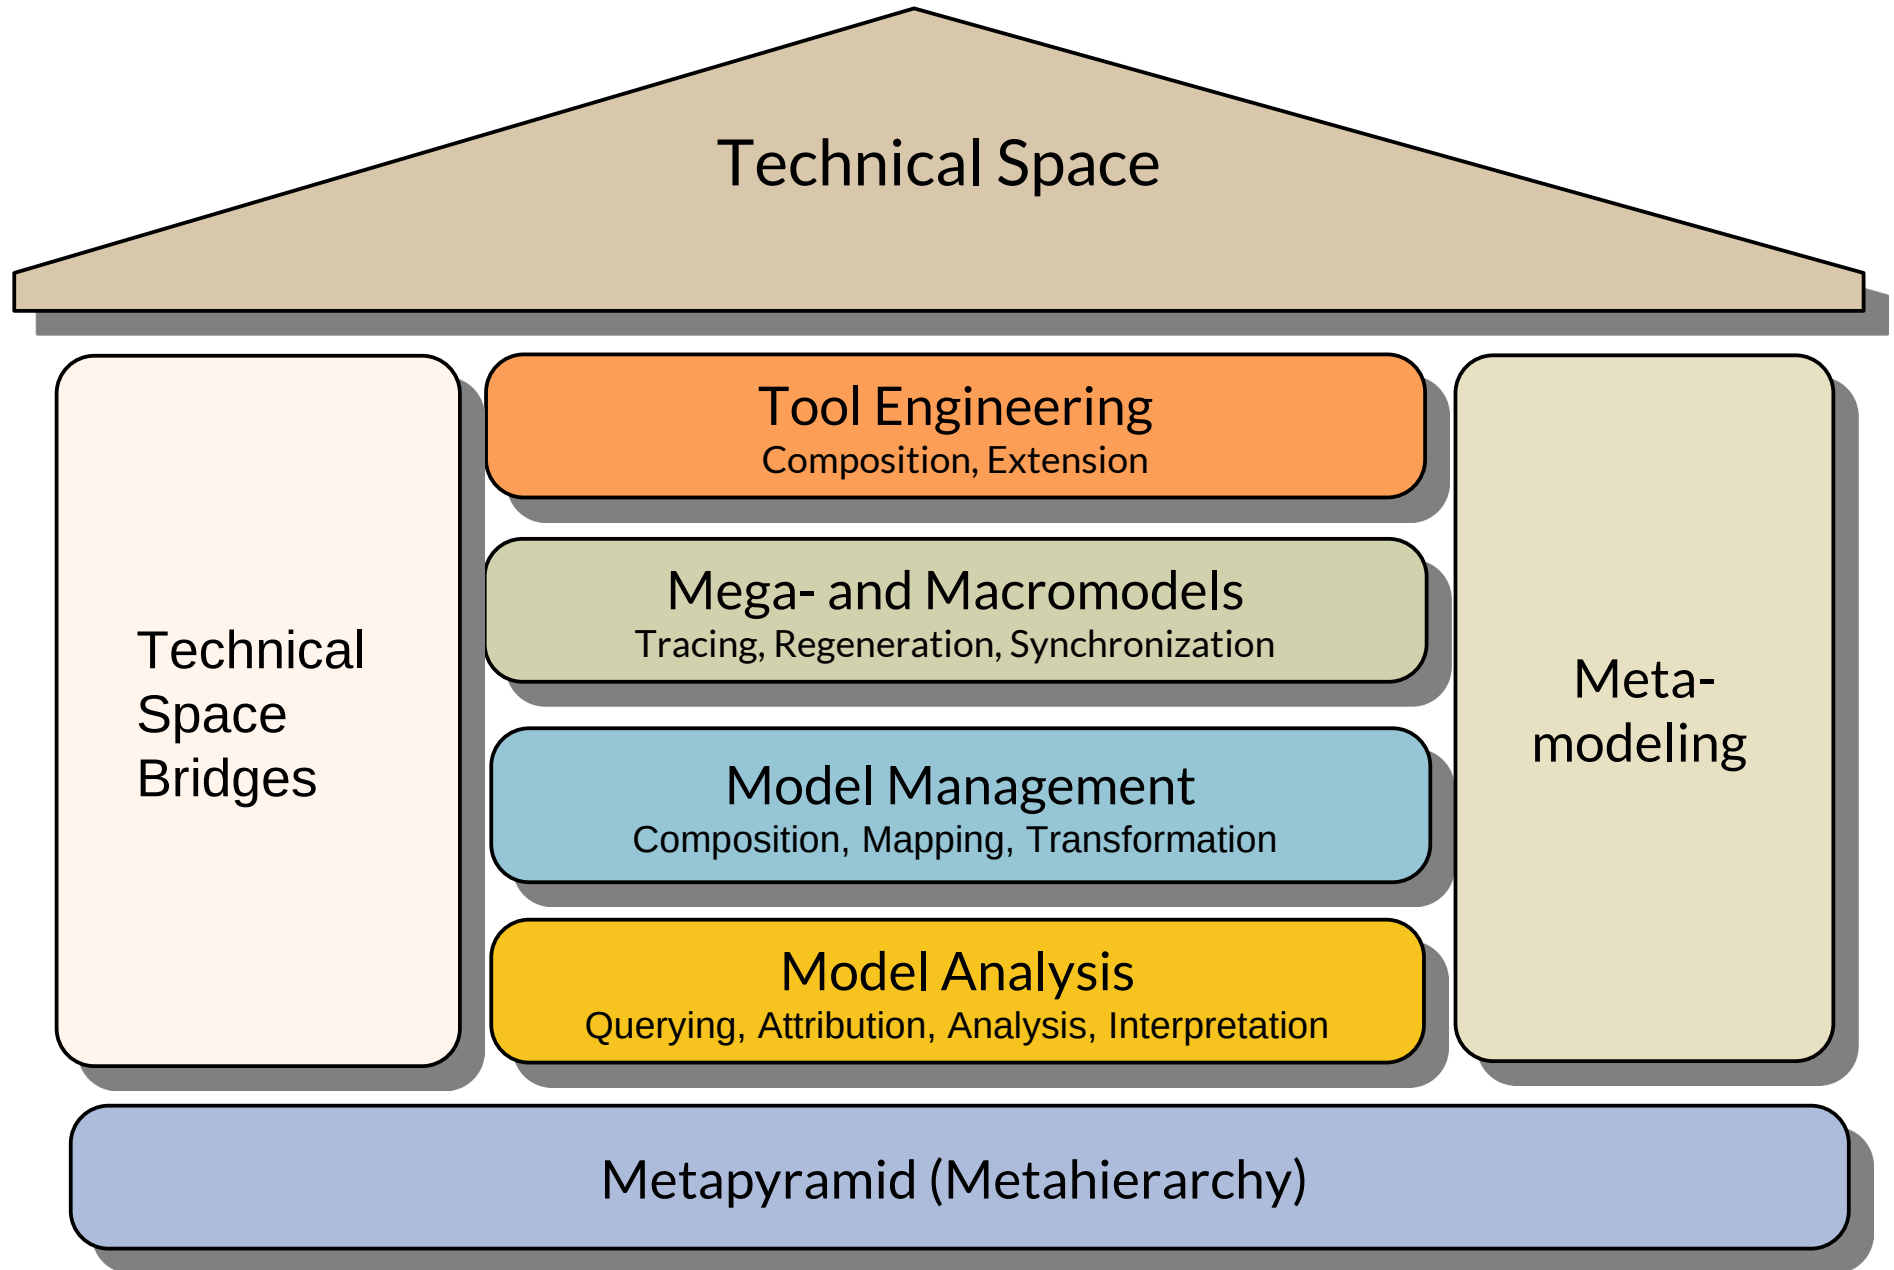 Technical Space
Technical
Space
Bridges
Tool Engineering
Composition, Extension
Mega- and Macromodels
Tracing, Regeneration, Synchronization
Model Management
Composition, Mapping, Transformation
Model Analysis
Querying, Attribution, Analysis, Interpretation
Meta-
modeling
Metapyramid (Metahierarchy)